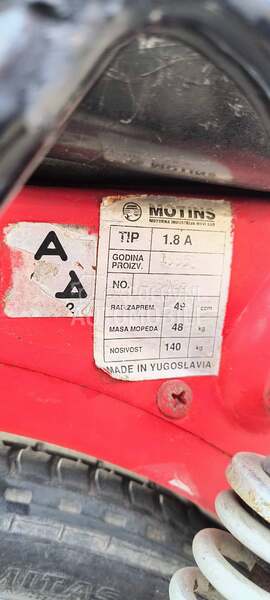 MOTINS
MOTINS
TIP 1.8 A
GODINA
PROIZV.
NO.
RAD.ZAPREM. 49 ccm
MASA MOPEDA 48 kg
NOSIVOST 140 kg
MADE IN YUGOSLAVIA
A
A
?